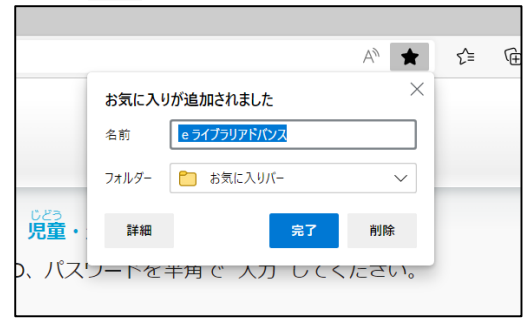 A
お気に入りが追加されました
名前
eライブラリアドバンス
フォルダー
お気に入りバー
詳細
完了
削除
じどう
児童・
、パスワードを半角で 入力 してください。